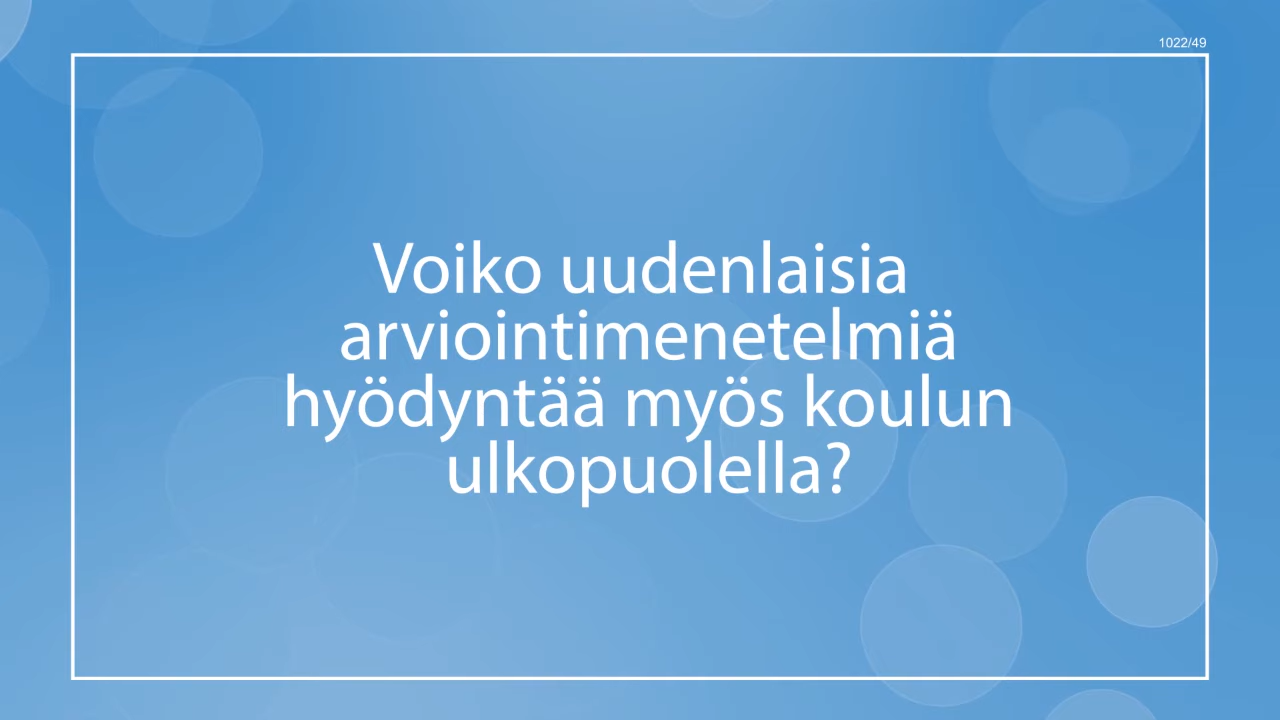 1022/49
Voiko uudenlaisia
arviointimenetelmiä
hyödyntää myös koulun
ulkopuolella?